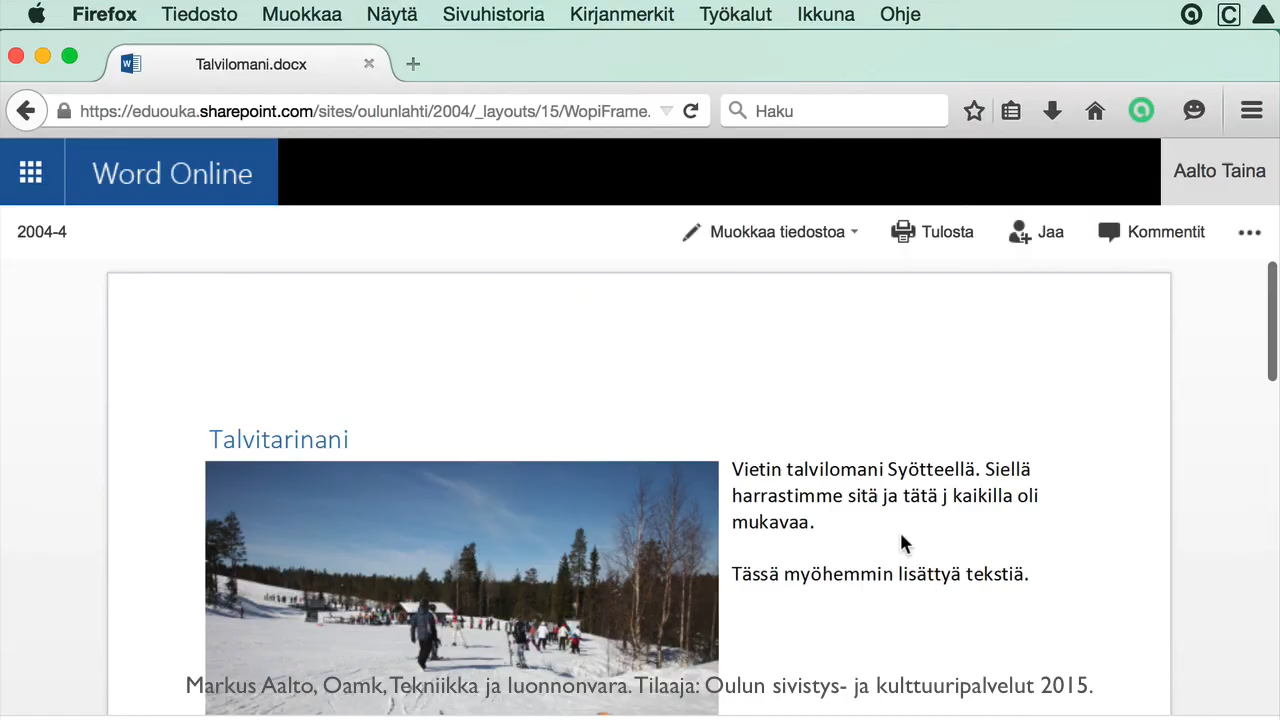 Firefox Tiedosto Muokkaa Näytä Sivuhistoria Kirjanmerkit Työkalut Ikkuna Ohje
Talvilomani.docx
https://eduouka.sharepoint.com/sites/oulunlahti/2004/_layouts/15/WopiFrame.
Haku
Word Online
Aalto Taina
2004-4
Muokkaa tiedostoa
Tulosta
Jaa
Kommentit
Talvitarinani
Vietin talvilomani Syötteellä. Siellä
harrastimme sitä ja tätä j kaikilla oli
mukavaa.
Tässä myöhemmin lisättyä tekstiä.
Markus Aalto, Oamk, Tekniikka ja luonnonvara. Tilaaja: Oulun sivistys- ja kulttuuripalvelut 2015.